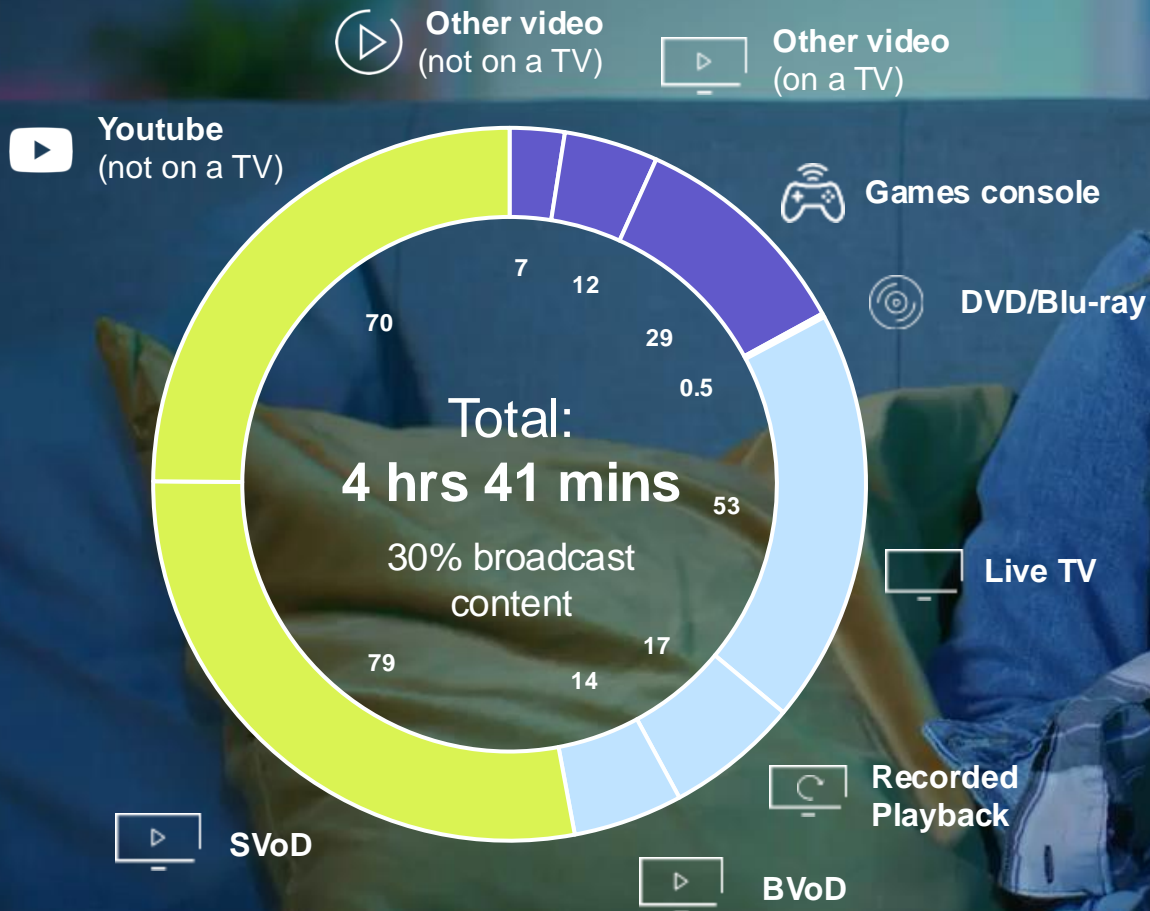 Other video
(not on a TV)
Other video
(on a TV)
Youtube
(not on a TV)
Games console
DVD/Blu-ray
7
12
70
29
0.5
Total:
4 hrs 41 mins
53
30% broadcast
content
Live TV
17
79
14
Recorded
Playback
SVoD
BVoD